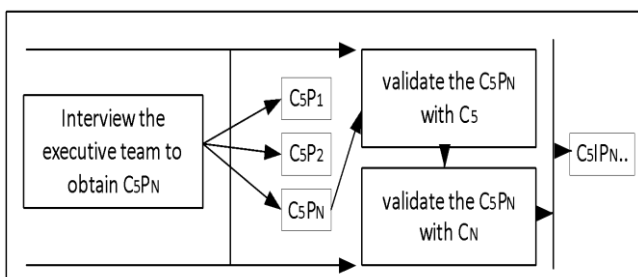 Interview the
executive team to
obtain C5PN
C5P1
C5P2
C5PN
validate the C5PN
with C5
validate the C5PN
with CN
C5IPN..